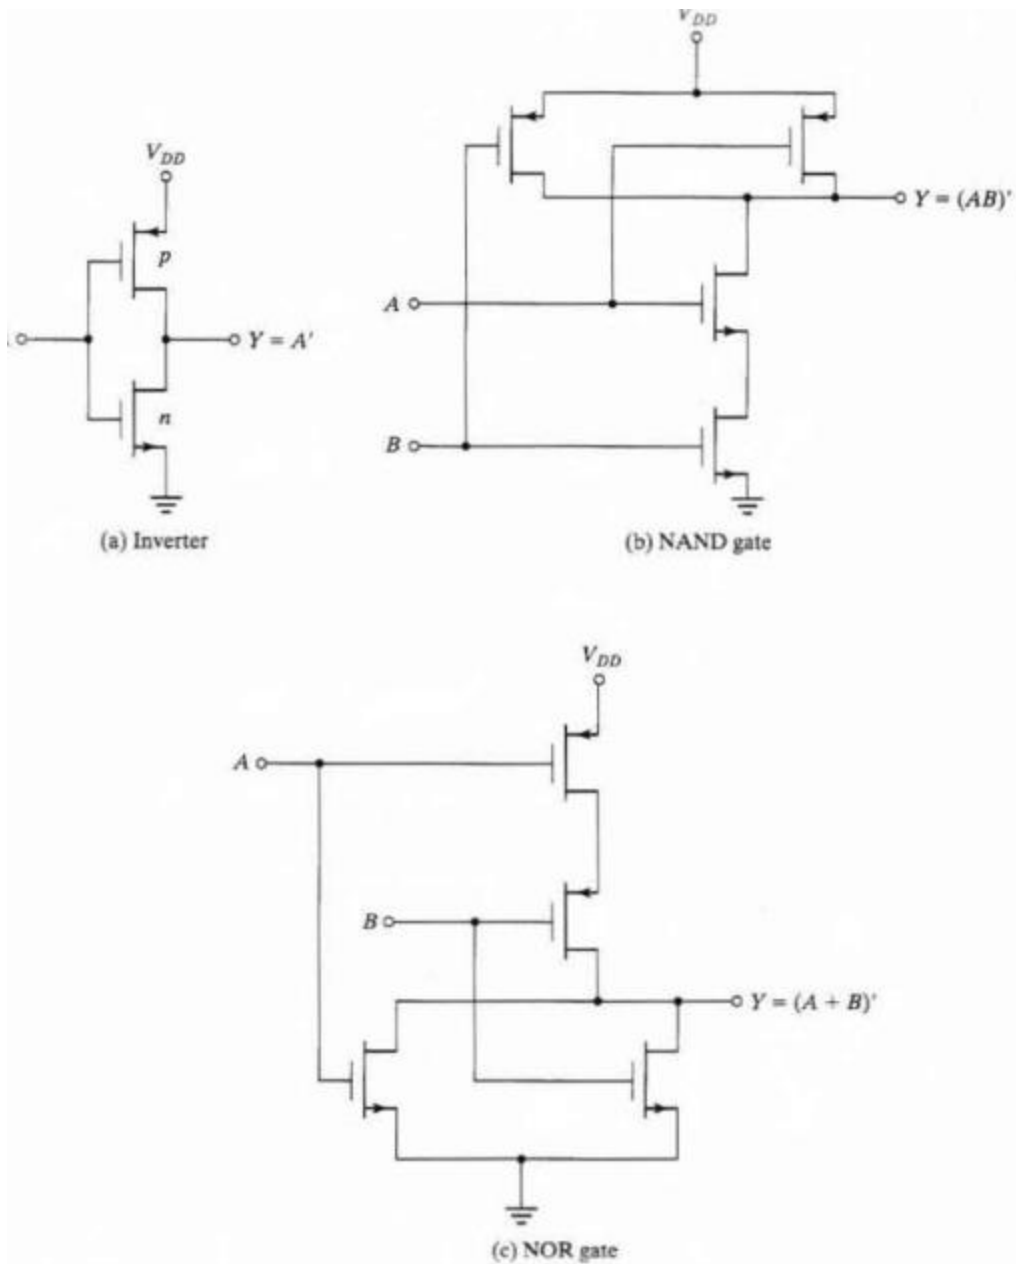 V_DD
V_DD
p
Y = (AB)'
A
Y = A'
n
B
(a) Inverter
(b) NAND gate
V_DD
A
B
Y = (A + B)'
(c) NOR gate